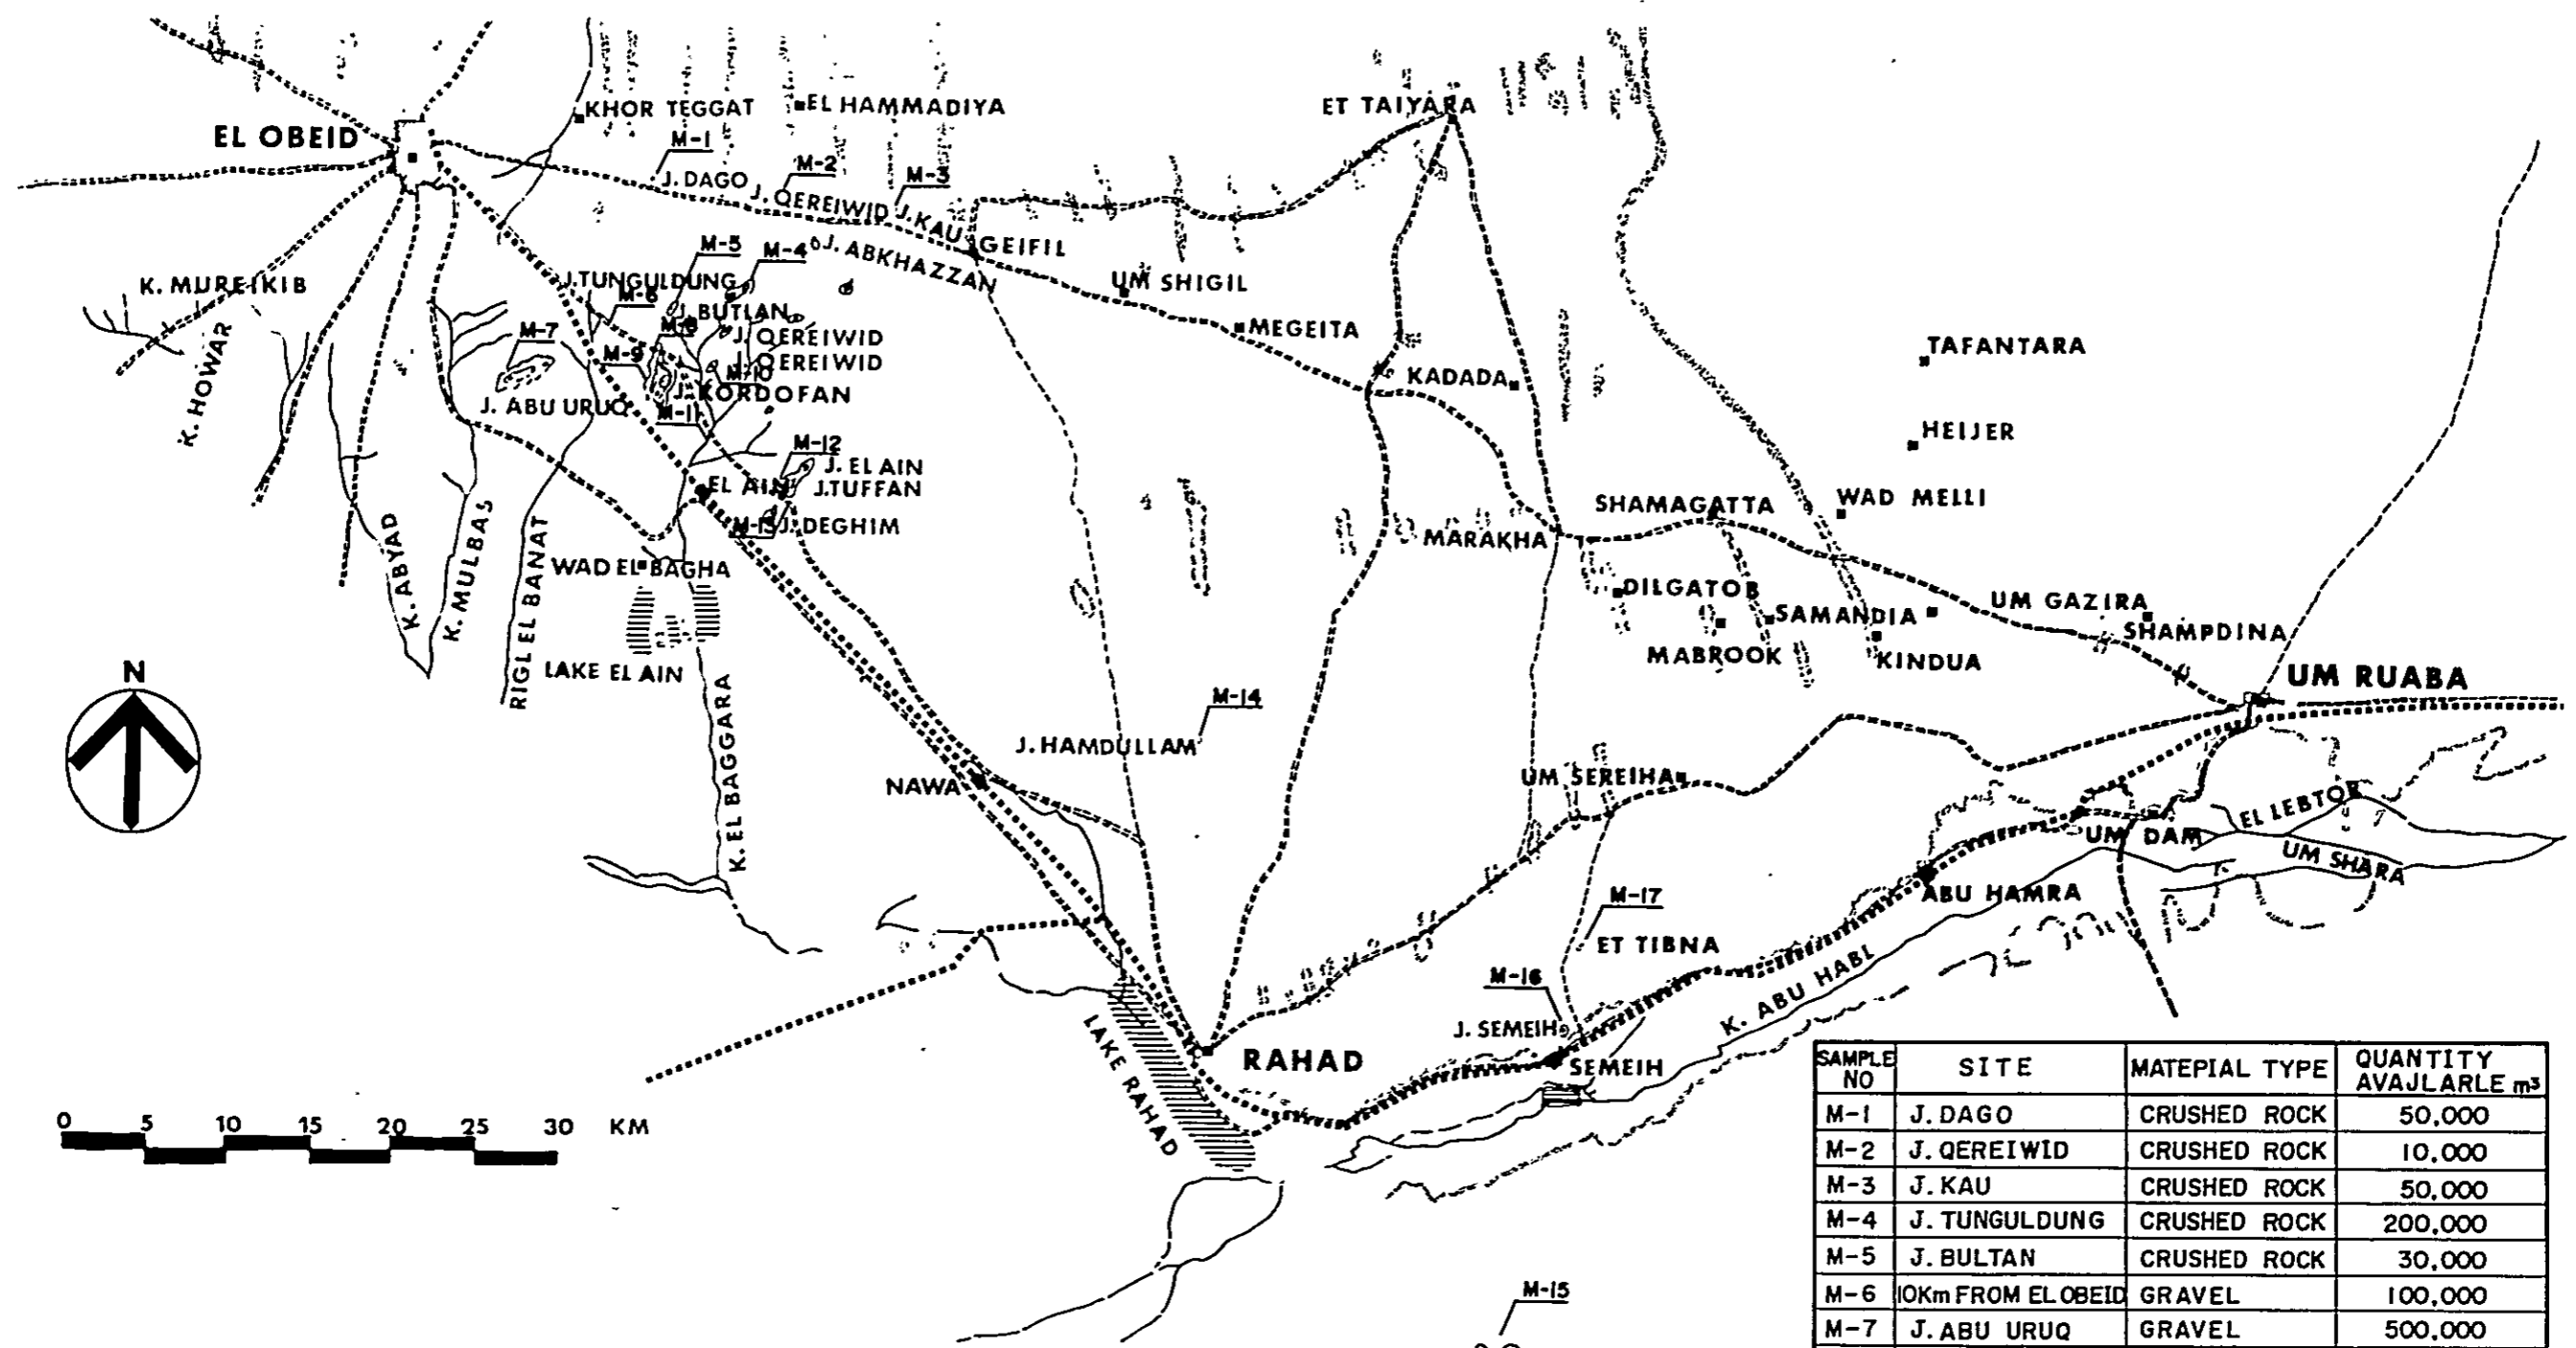 KHOR TEGGAT
EL HAMMADIYA
ET TAIYARA
EL OBEID
M-1
M-2
M-3
J. DAGO
J. QEREIWID
J. KAU
GEIFIL
M-5
M-4
J. ABKHAZZAN
K. MUREIKIB
J. TUNGULDUNG
UM SHIGIL
M-6
J. BUTLAN
M-7
M-8
J. QEREIWID
MEGEITA
K. HOWAR
M-9
J. QEREIWID
TAFANTARA
M-10
KADADA
J. KORDOFAN
J. ABU URUQ
M-11
HEIJER
M-12
J. EL AIN
EL AIN
J. TUFFAN
WAD MELLI
SHAMAGATTA
M-13
J. DEGHIM
MARAKHA
K. ABYAD
K. MULBAS
RIGL EL BANAT
WAD EL BAGHA
DILGATOB
UM GAZIRA
SAMANDIA
SHAMPDINA
MABROOK
KINDUA
LAKE EL AIN
N
UM RUABA
M-14
K. EL BAGGARA
J. HAMDULLAM
NAWA
UM SEREIHA
EL LEBTOR
UM DAM
UM SHARA
ABU HAMRA
M-17
ET TIBNA
M-16
K. ABU HABL
J. SEMEIH
LAKE RAHAD
RAHAD
SEMEIH
0 5 10 15 20 25 30 KM
M-15
SAMPLE NO SITE MATEPIAL TYPE QUANTITY AVAJLARLE m³
M-1 J. DAGO CRUSHED ROCK 50,000
M-2 J. QEREIWID CRUSHED ROCK 10,000
M-3 J. KAU CRUSHED ROCK 50,000
M-4 J. TUNGULDUNG CRUSHED ROCK 200,000
M-5 J. BULTAN CRUSHED ROCK 30,000
M-6 10Km FROM EL OBEID GRAVEL 100,000
M-7 J. ABU URUQ GRAVEL 500,000